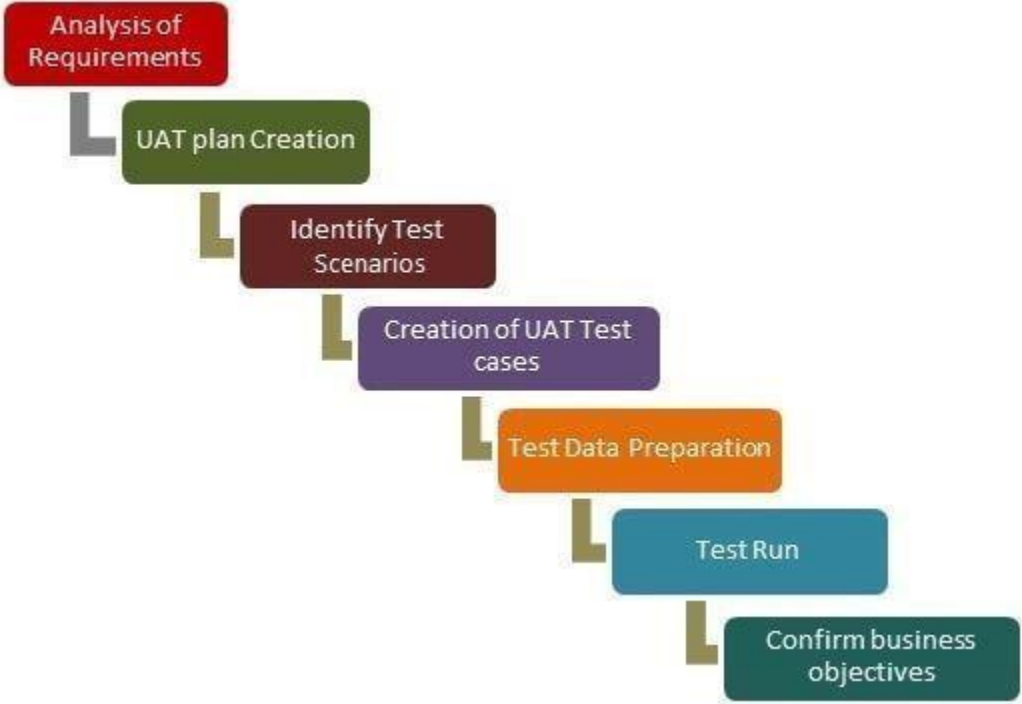 Analysis of
Requirements
UAT plan Creation
Identify Test
Scenarios
Creation of UAT Test
cases
Test Data Preparation
Test Run
Confirm business
objectives